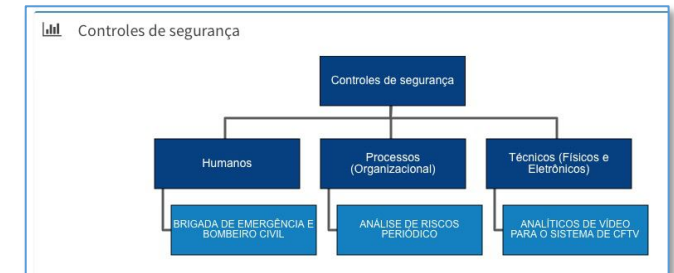 Controles de segurança
Controles de segurança
Humanos
Processos
(Organizacional)
Técnicos (Físicos e
Eletrônicos)
BRIGADA DE EMERGÊNCIA E
BOMBEIRO CIVIL
ANÁLISE DE RISCOS
PERIÓDICO
ANALÍTICOS DE VÍDEO
PARA O SISTEMA DE CFTV